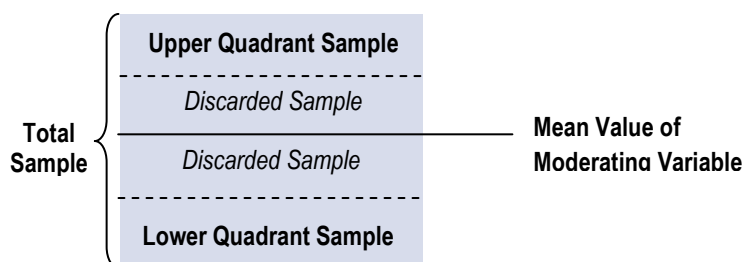 Upper Quadrant Sample
Discarded Sample
Total
Sample
Discarded Sample
Mean Value of
Moderating Variable
Lower Quadrant Sample